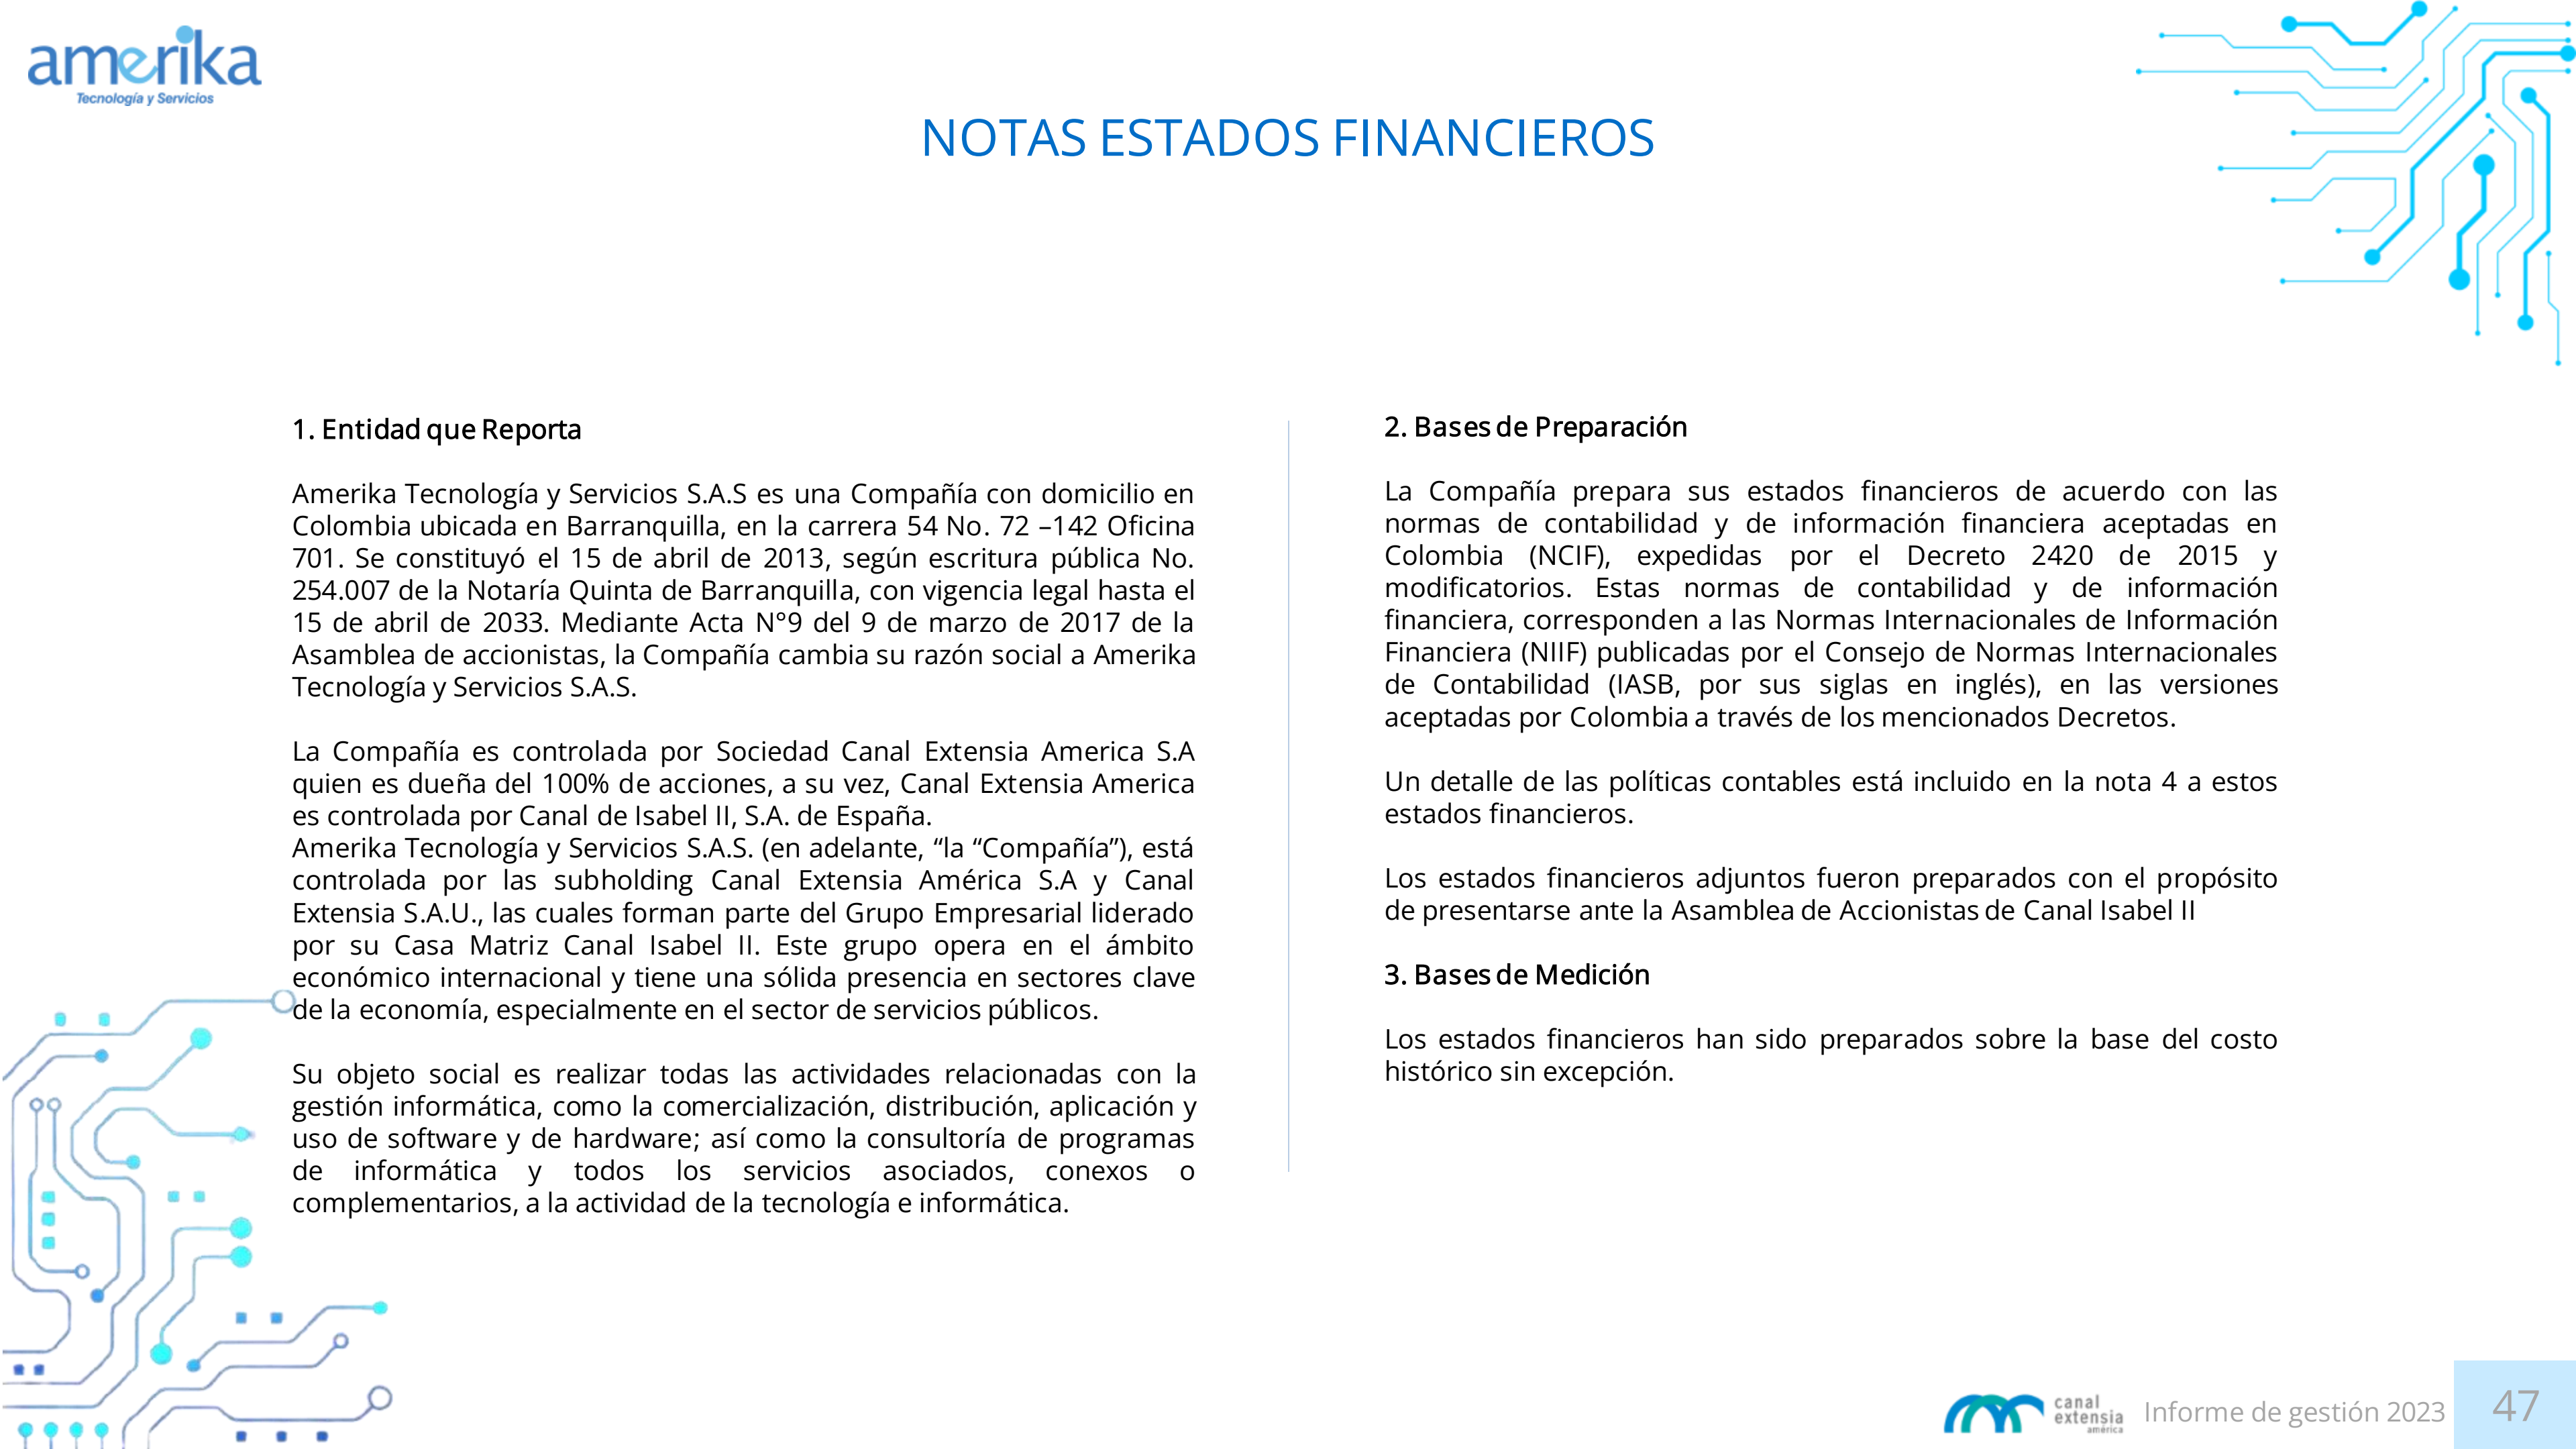 amerika
Tecnología y Servicios
NOTAS ESTADOS FINANCIEROS
1. Entidad que Reporta
Amerika Tecnología y Servicios S.A.S es una Compañía con domicilio en
Colombia ubicada en Barranquilla, en la carrera 54 No. 72 –142 Oficina
701. Se constituyó el 15 de abril de 2013, según escritura pública No.
254.007 de la Notaría Quinta de Barranquilla, con vigencia legal hasta el
15 de abril de 2033. Mediante Acta N°9 del 9 de marzo de 2017 de la
Asamblea de accionistas, la Compañía cambia su razón social a Amerika
Tecnología y Servicios S.A.S.
La Compañía es controlada por Sociedad Canal Extensia America S.A
quien es dueña del 100% de acciones, a su vez, Canal Extensia America
es controlada por Canal de Isabel II, S.A. de España.
Amerika Tecnología y Servicios S.A.S. (en adelante, “la “Compañía”), está
controlada por las subholding Canal Extensia América S.A y Canal
Extensia S.A.U., las cuales forman parte del Grupo Empresarial liderado
por su Casa Matriz Canal Isabel II. Este grupo opera en el ámbito
económico internacional y tiene una sólida presencia en sectores clave
de la economía, especialmente en el sector de servicios públicos.
Su objeto social es realizar todas las actividades relacionadas con la
gestión informática, como la comercialización, distribución, aplicación y
uso de software y de hardware; así como la consultoría de programas
de informática y todos los servicios asociados, conexos o
complementarios, a la actividad de la tecnología e informática.
2. Bases de Preparación
La Compañía prepara sus estados financieros de acuerdo con las
normas de contabilidad y de información financiera aceptadas en
Colombia (NCIF), expedidas por el Decreto 2420 de 2015 y
modificatorios. Estas normas de contabilidad y de información
financiera, corresponden a las Normas Internacionales de Información
Financiera (NIIF) publicadas por el Consejo de Normas Internacionales
de Contabilidad (IASB, por sus siglas en inglés), en las versiones
aceptadas por Colombia a través de los mencionados Decretos.
Un detalle de las políticas contables está incluido en la nota 4 a estos
estados financieros.
Los estados financieros adjuntos fueron preparados con el propósito
de presentarse ante la Asamblea de Accionistas de Canal Isabel II
3. Bases de Medición
Los estados financieros han sido preparados sobre la base del costo
histórico sin excepción.
canal
extensia
américa
Informe de gestión 2023
47